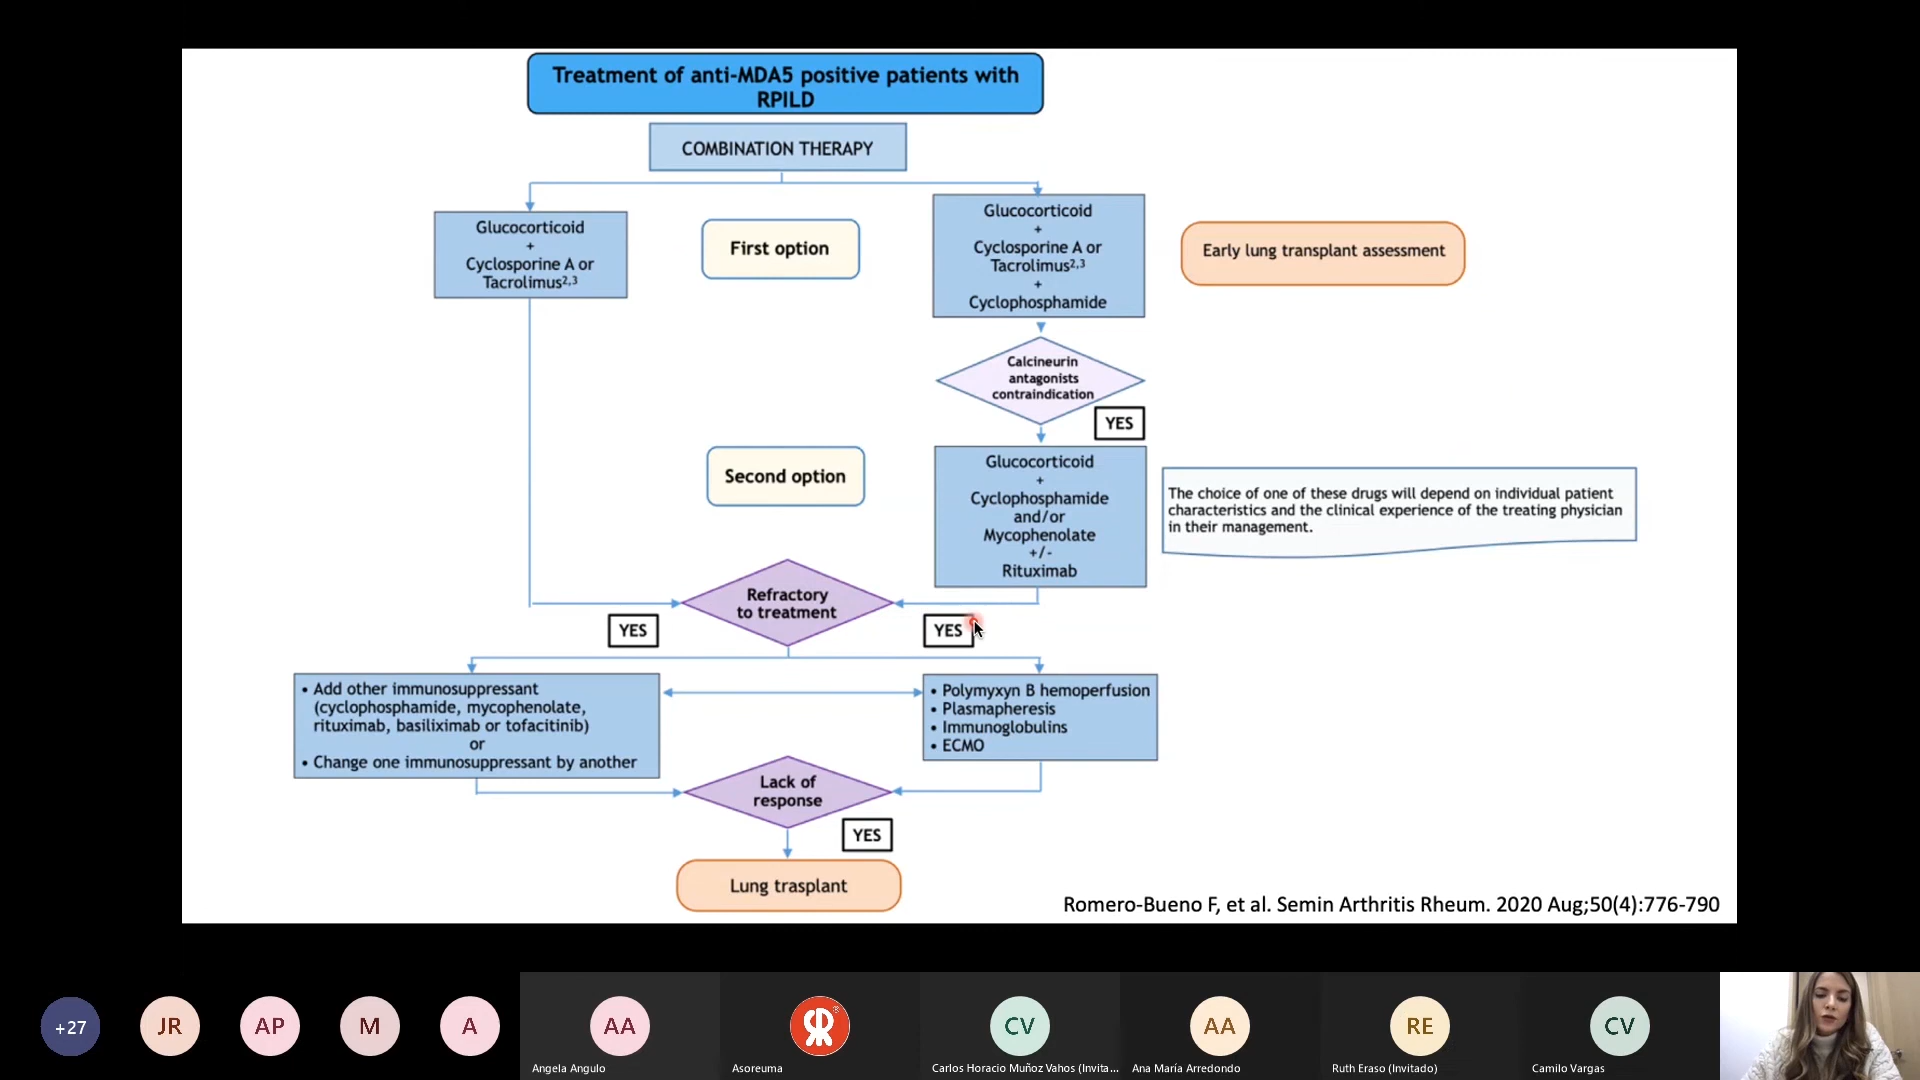 Treatment of anti-MDA5 positive patients with
RPILD
COMBINATION THERAPY
Glucocorticoid
+
Cyclosporine A or
Tacrolimus2,3
First option
Glucocorticoid
+
Cyclosporine A or
Tacrolimus2,3
+
Cyclophosphamide
Early lung transplant assessment
Calcineurin
antagonists
contraindication
YES
Second option
Glucocorticoid
+
Cyclophosphamide
and/or
Mycophenolate
+/-
Rituximab
The choice of one of these drugs will depend on individual patient
characteristics and the clinical experience of the treating physician
in their management.
Refractory
to treatment
YES
YES
• Add other immunosuppressant
(cyclophosphamide, mycophenolate,
rituximab, basiliximab or tofacitinib)
or
• Change one immunosuppressant by another
• Polymyxyn B hemoperfusion
• Plasmapheresis
• Immunoglobulins
• ECMO
Lack of
response
YES
Lung trasplant
Romero-Bueno F, et al. Semin Arthritis Rheum. 2020 Aug;50(4):776-790
+27
JR
AP
M
A
AA
Angela Angulo
Asoreuma
CV
Carlos Horacio Muñoz Vahos (Invita...
AA
Ana María Arredondo
RE
Ruth Eraso (Invitado)
CV
Camilo Vargas